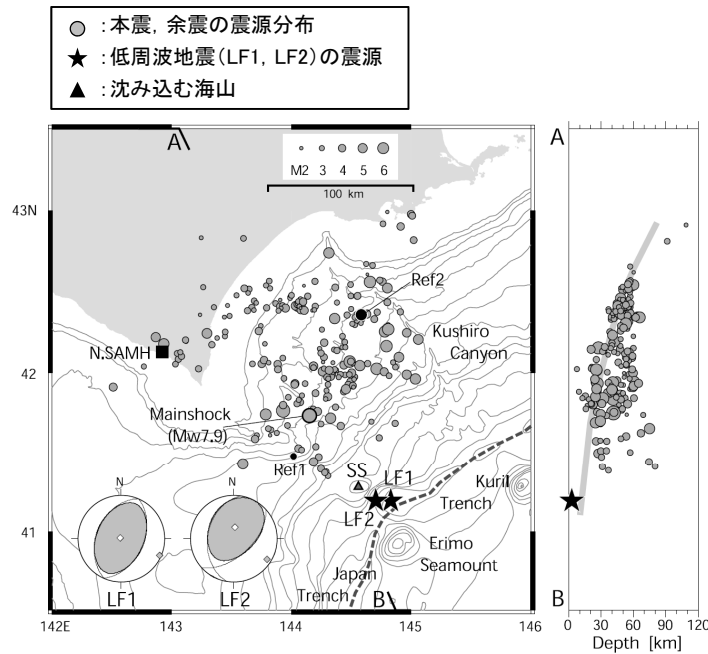 ：本震，余震の震源分布
：低周波地震（LF1，LF2）の震源
：沈み込む海山
A
M2 3 4 5 6
100 km
43N
Ref2
Kushiro
Canyon
N.SAMH
42
Mainshock
(Mw7.9)
Ref1
SS
LF1
LF2
Kuril
Trench
41
N
N
Erimo
Seamount
Japan
Trench
LF1
LF2
B
142E 143 144 145 146
A
B
0 30 60 90 120
Depth [km]